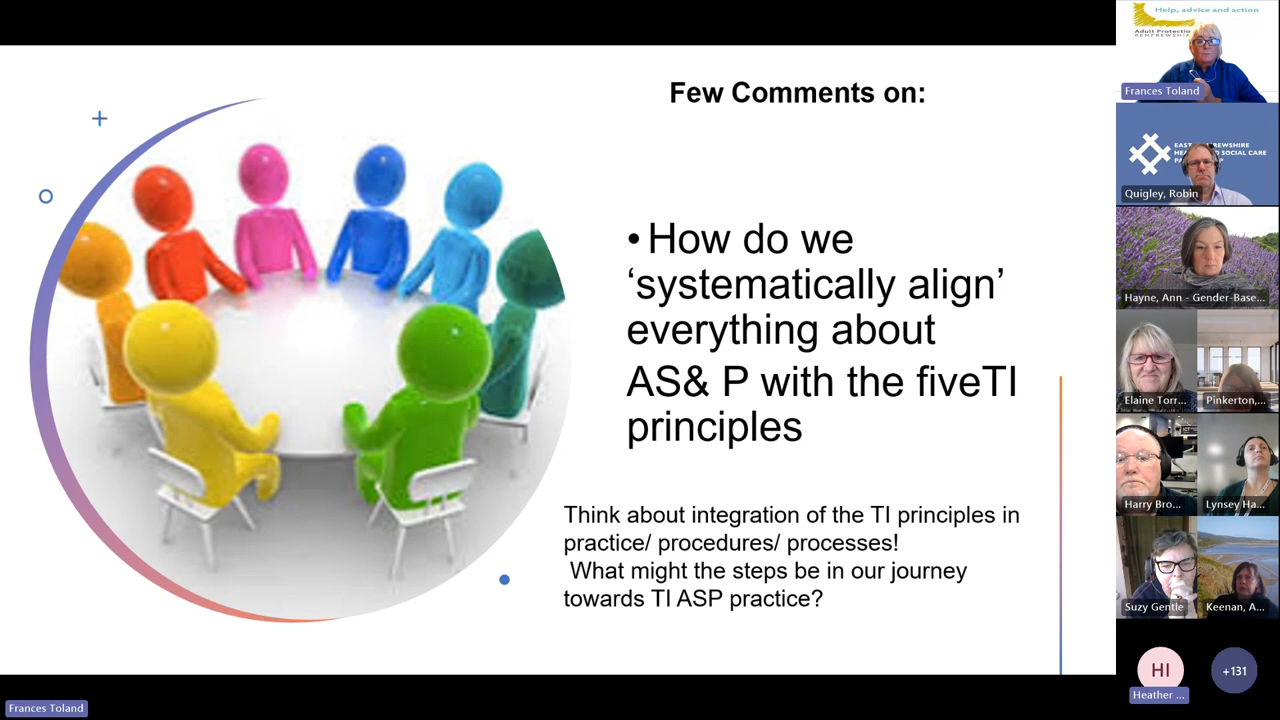 Few Comments on:
• How do we
‘systematically align’
everything about
AS& P with the fiveTI
principles
Think about integration of the TI principles in
practice/ procedures/ processes!
What might the steps be in our journey
towards TI ASP practice?
Frances Toland
Help, advice and action
Frances Toland
Quigley, Robin
Hayne, Ann - Gender-Base...
Elaine Torr...
Pinkerton,...
Harry Bro...
Lynsey Ha...
Suzy Gentle
Keenan, A...
HI
+131
Heather ...